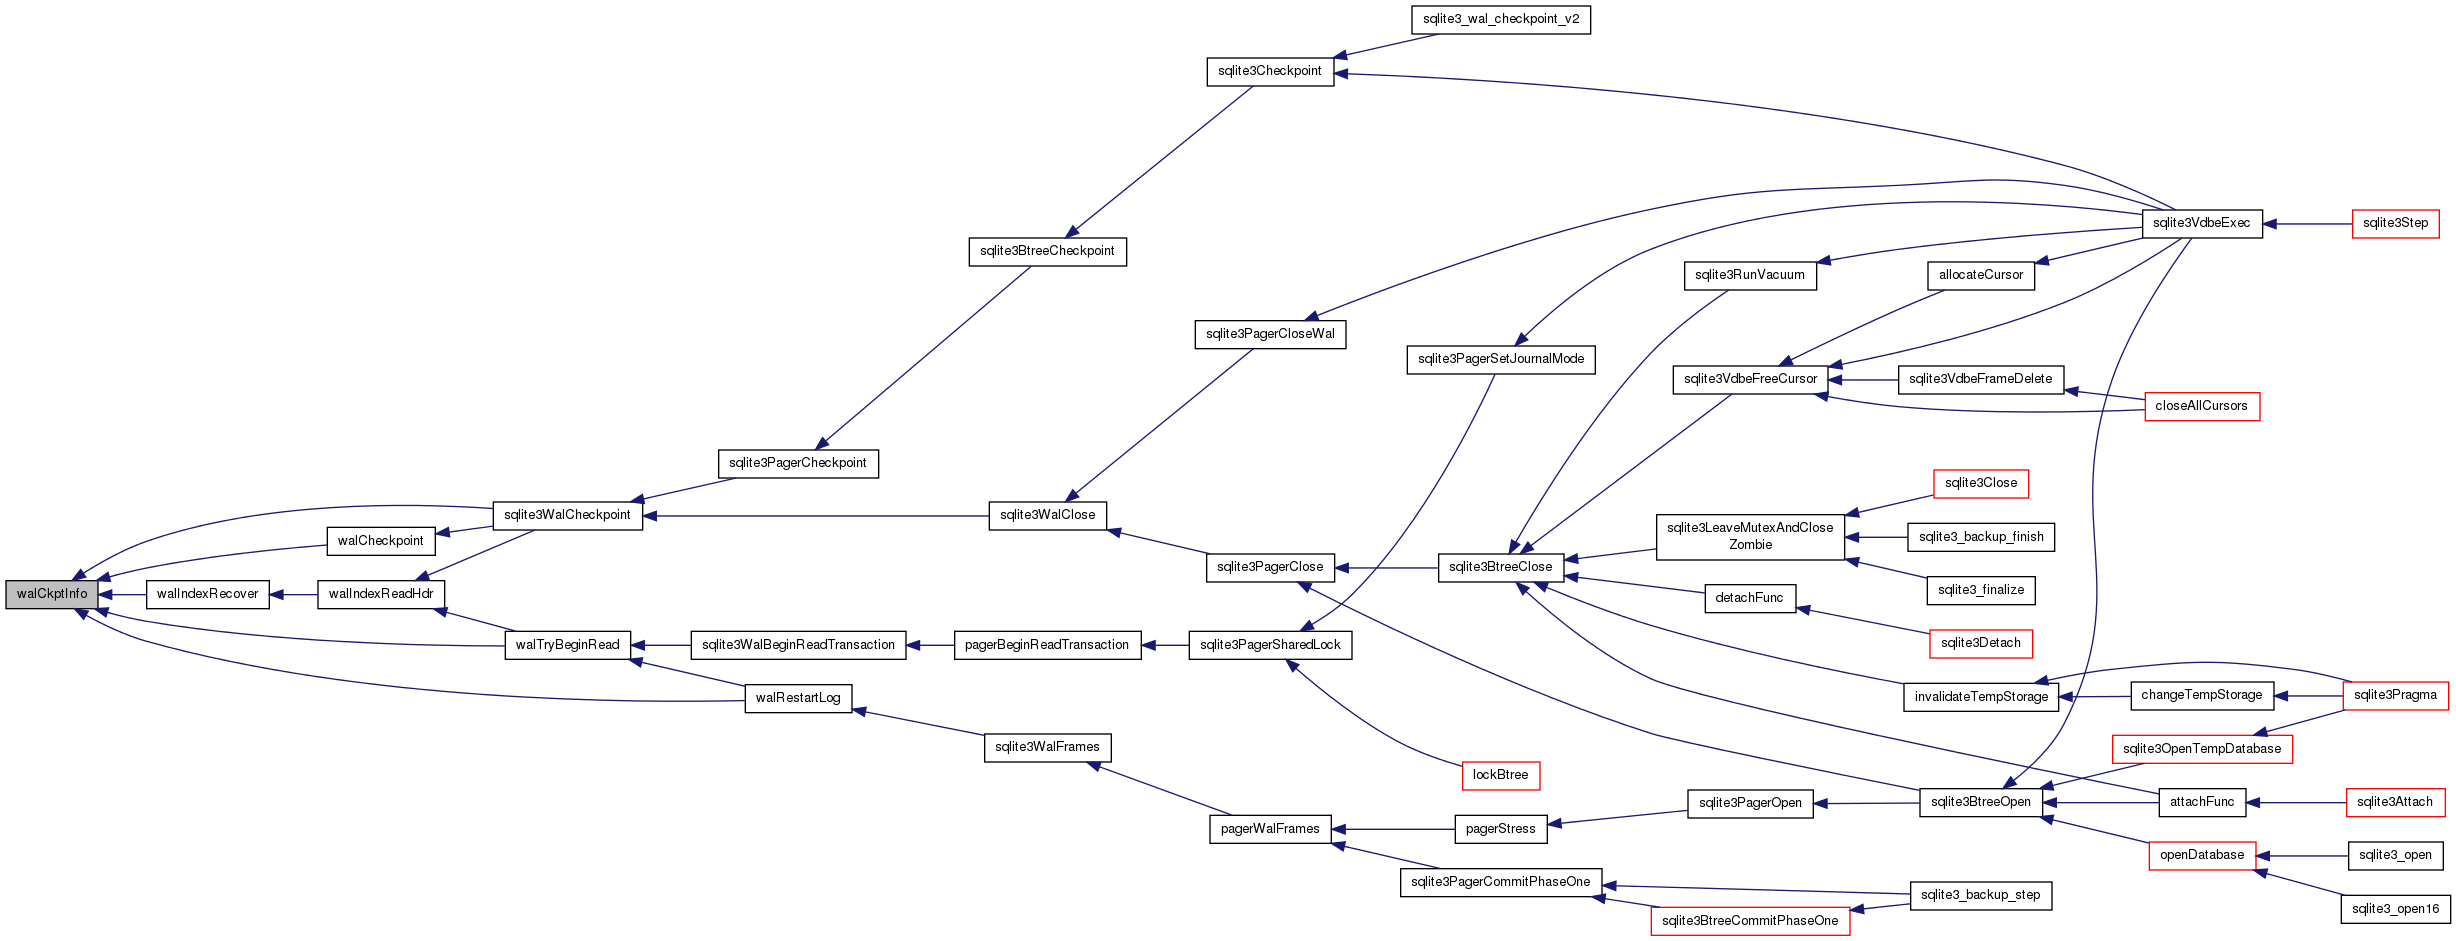 sqlite3_wal_checkpoint_v2
sqlite3Checkpoint
sqlite3VdbeExec
sqlite3Step
sqlite3BtreeCheckpoint
sqlite3RunVacuum
allocateCursor
sqlite3PagerCloseWal
sqlite3PagerSetJournalMode
sqlite3VdbeFreeCursor
sqlite3VdbeFrameDelete
closeAllCursors
sqlite3PagerCheckpoint
sqlite3Close
sqlite3WalCheckpoint
sqlite3WalClose
sqlite3LeaveMutexAndClose
Zombie
sqlite3_backup_finish
walCheckpoint
sqlite3PagerClose
sqlite3BtreeClose
sqlite3_finalize
walCkptInfo
walIndexRecover
walIndexReadHdr
detachFunc
walTryBeginRead
sqlite3WalBeginReadTransaction
pagerBeginReadTransaction
sqlite3PagerSharedLock
sqlite3Detach
walRestartLog
invalidateTempStorage
changeTempStorage
sqlite3Pragma
sqlite3WalFrames
sqlite3OpenTempDatabase
lockBtree
sqlite3PagerOpen
sqlite3BtreeOpen
attachFunc
sqlite3Attach
pagerWalFrames
pagerStress
openDatabase
sqlite3_open
sqlite3PagerCommitPhaseOne
sqlite3_backup_step
sqlite3_open16
sqlite3BtreeCommitPhaseOne